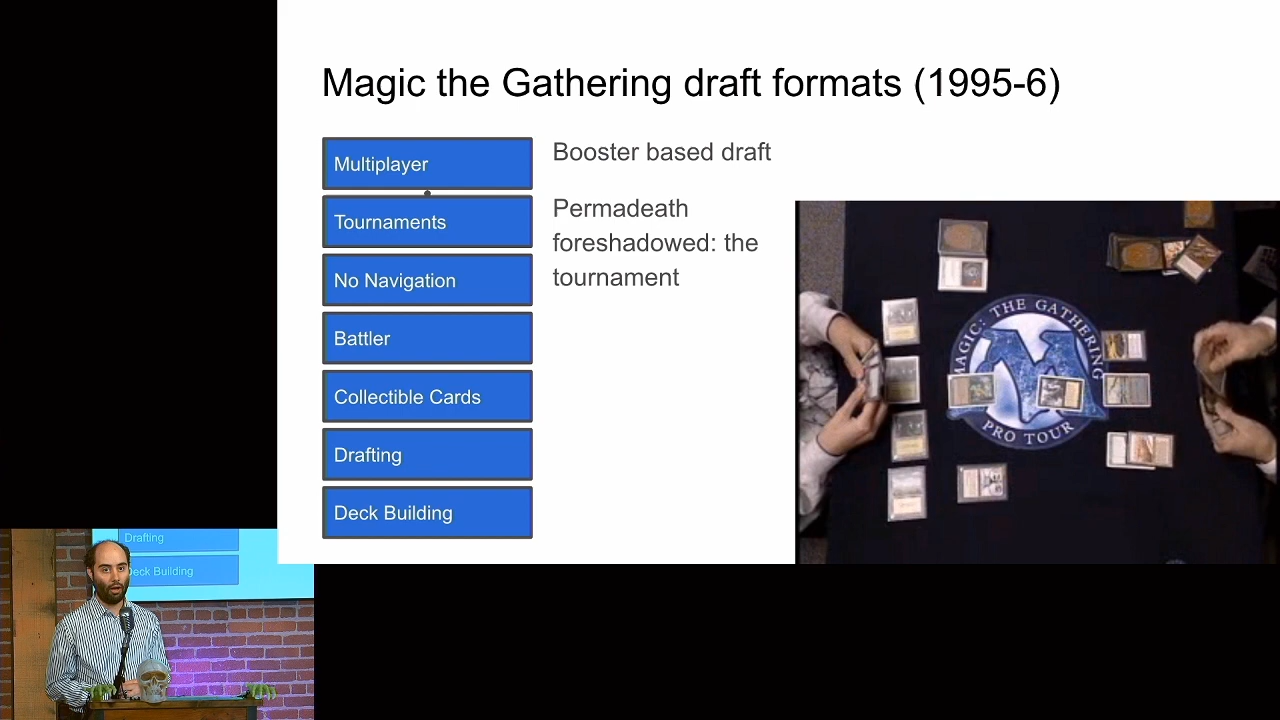 Magic the Gathering draft formats (1995-6)
Multiplayer
Tournaments
No Navigation
Battler
Collectible Cards
Drafting
Deck Building
Booster based draft
Permadeath
foreshadowed: the
tournament
MAGIC: THE GATHERING
PRO TOUR
Drafting
Deck Building